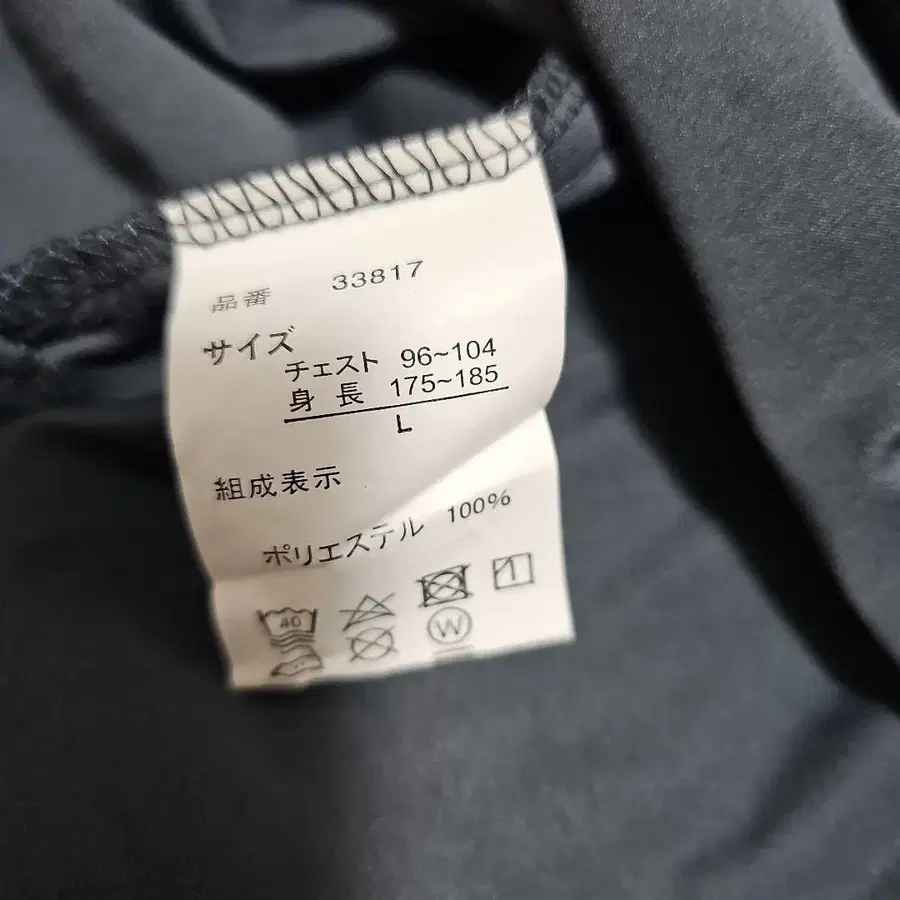 品番 33817
サイズ
チェスト 96~104
身長 175~185
L
組成表示
ポリエステル 100%
40
W